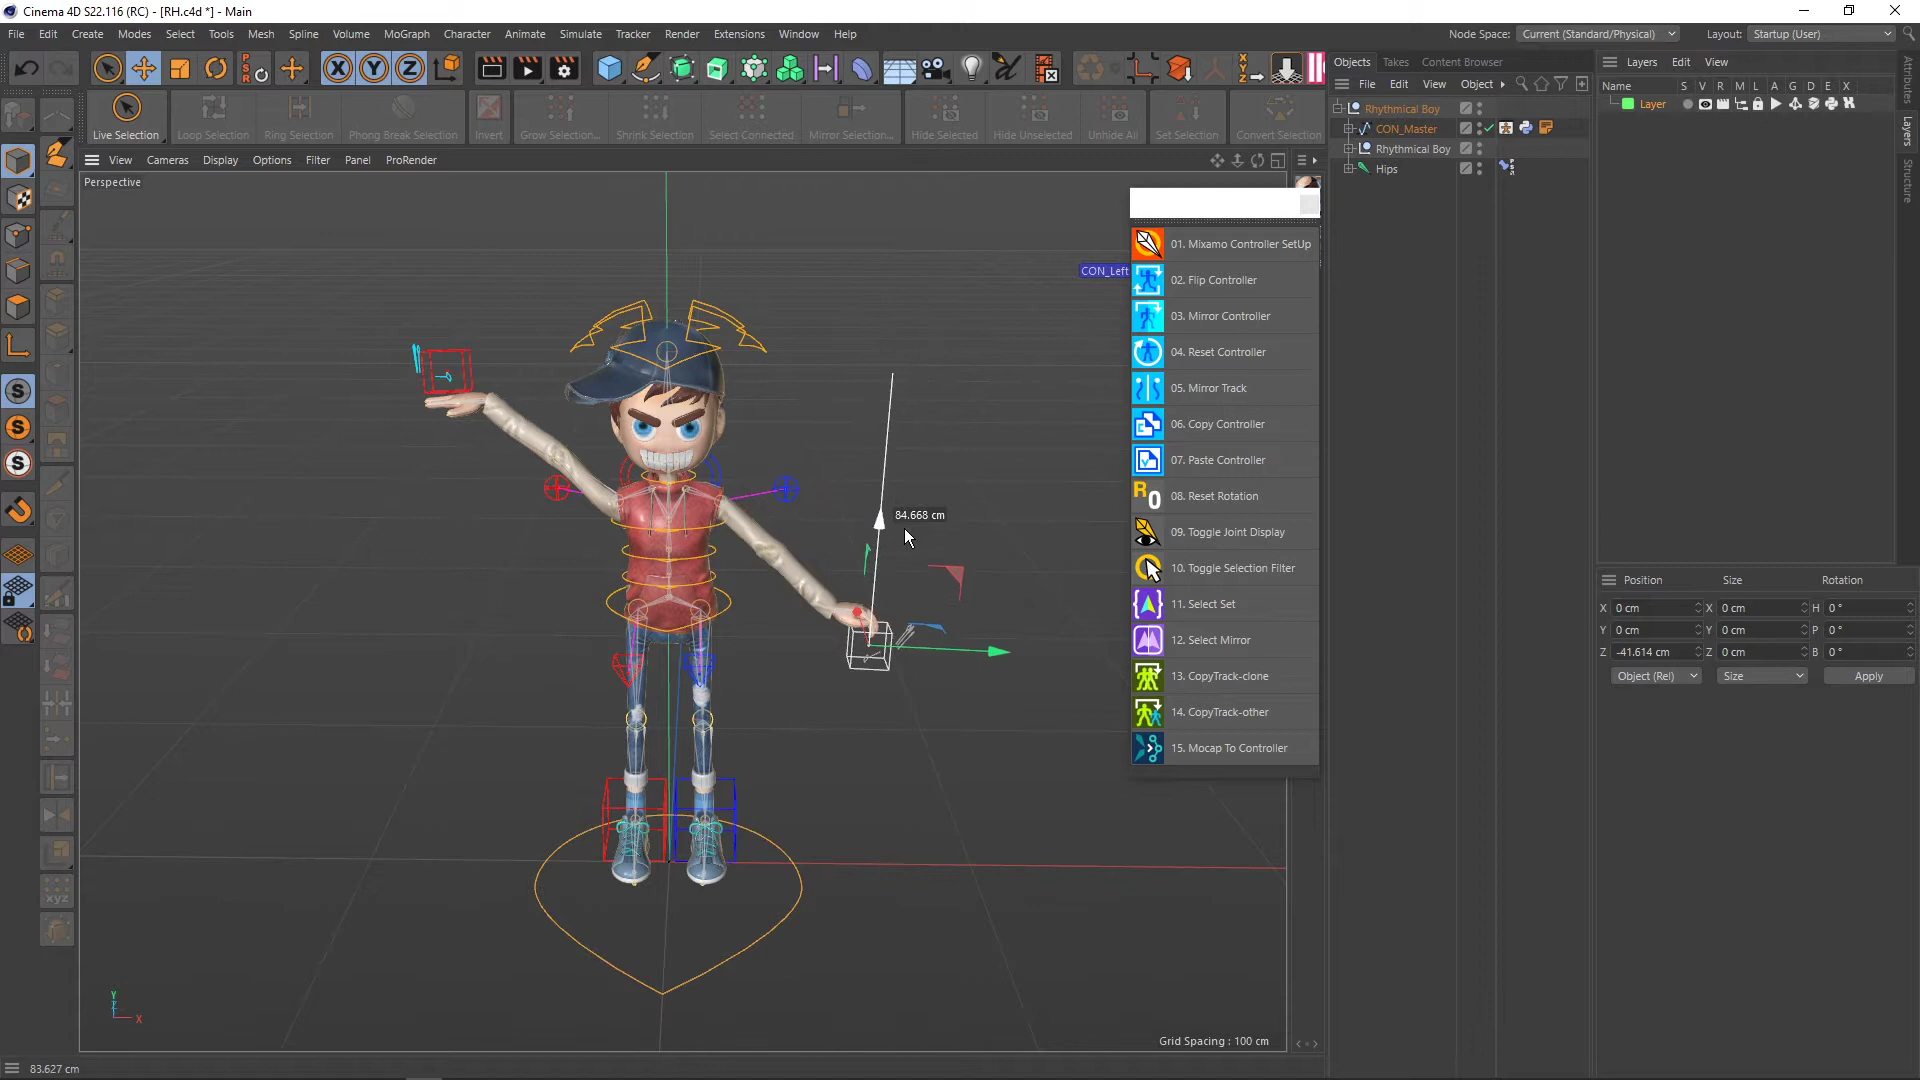 Cinema 4D S22.116 (RC) - [RH.c4d *] - Main
File Edit Create Modes Select Tools Mesh Spline Volume MoGraph Character Animate Simulate Tracker Render Extensions Window Help
Node Space: Current (Standard/Physical) Layout: Startup (User)
Live Selection Loop Selection Ring Selection Phong Break Selection Invert Grow Selection... Shrink Selection Select Connected Mirror Selection... Hide Selected Hide Unselected Unhide All Set Selection Convert Selection
View Cameras Display Options Filter Panel ProRender
Perspective
CON_Left
84.668 cm
01. Mixamo Controller SetUp
02. Flip Controller
03. Mirror Controller
04. Reset Controller
05. Mirror Track
06. Copy Controller
07. Paste Controller
08. Reset Rotation
09. Toggle Joint Display
10. Toggle Selection Filter
11. Select Set
12. Select Mirror
13. CopyTrack-clone
14. CopyTrack-other
15. Mocap To Controller
Grid Spacing : 100 cm
83.627 cm
Objects Takes Content Browser
File Edit View Object
Rhythmical Boy
CON_Master
Rhythmical Boy
Hips
Layers Edit View
Name S V R M L A G D E X
Layer
Attributes
Layers
Structure
Position Size Rotation
X 0 cm X 0 cm H 0 °
Y 0 cm Y 0 cm P 0 °
Z -41.614 cm Z 0 cm B 0 °
Object (Rel) Size Apply